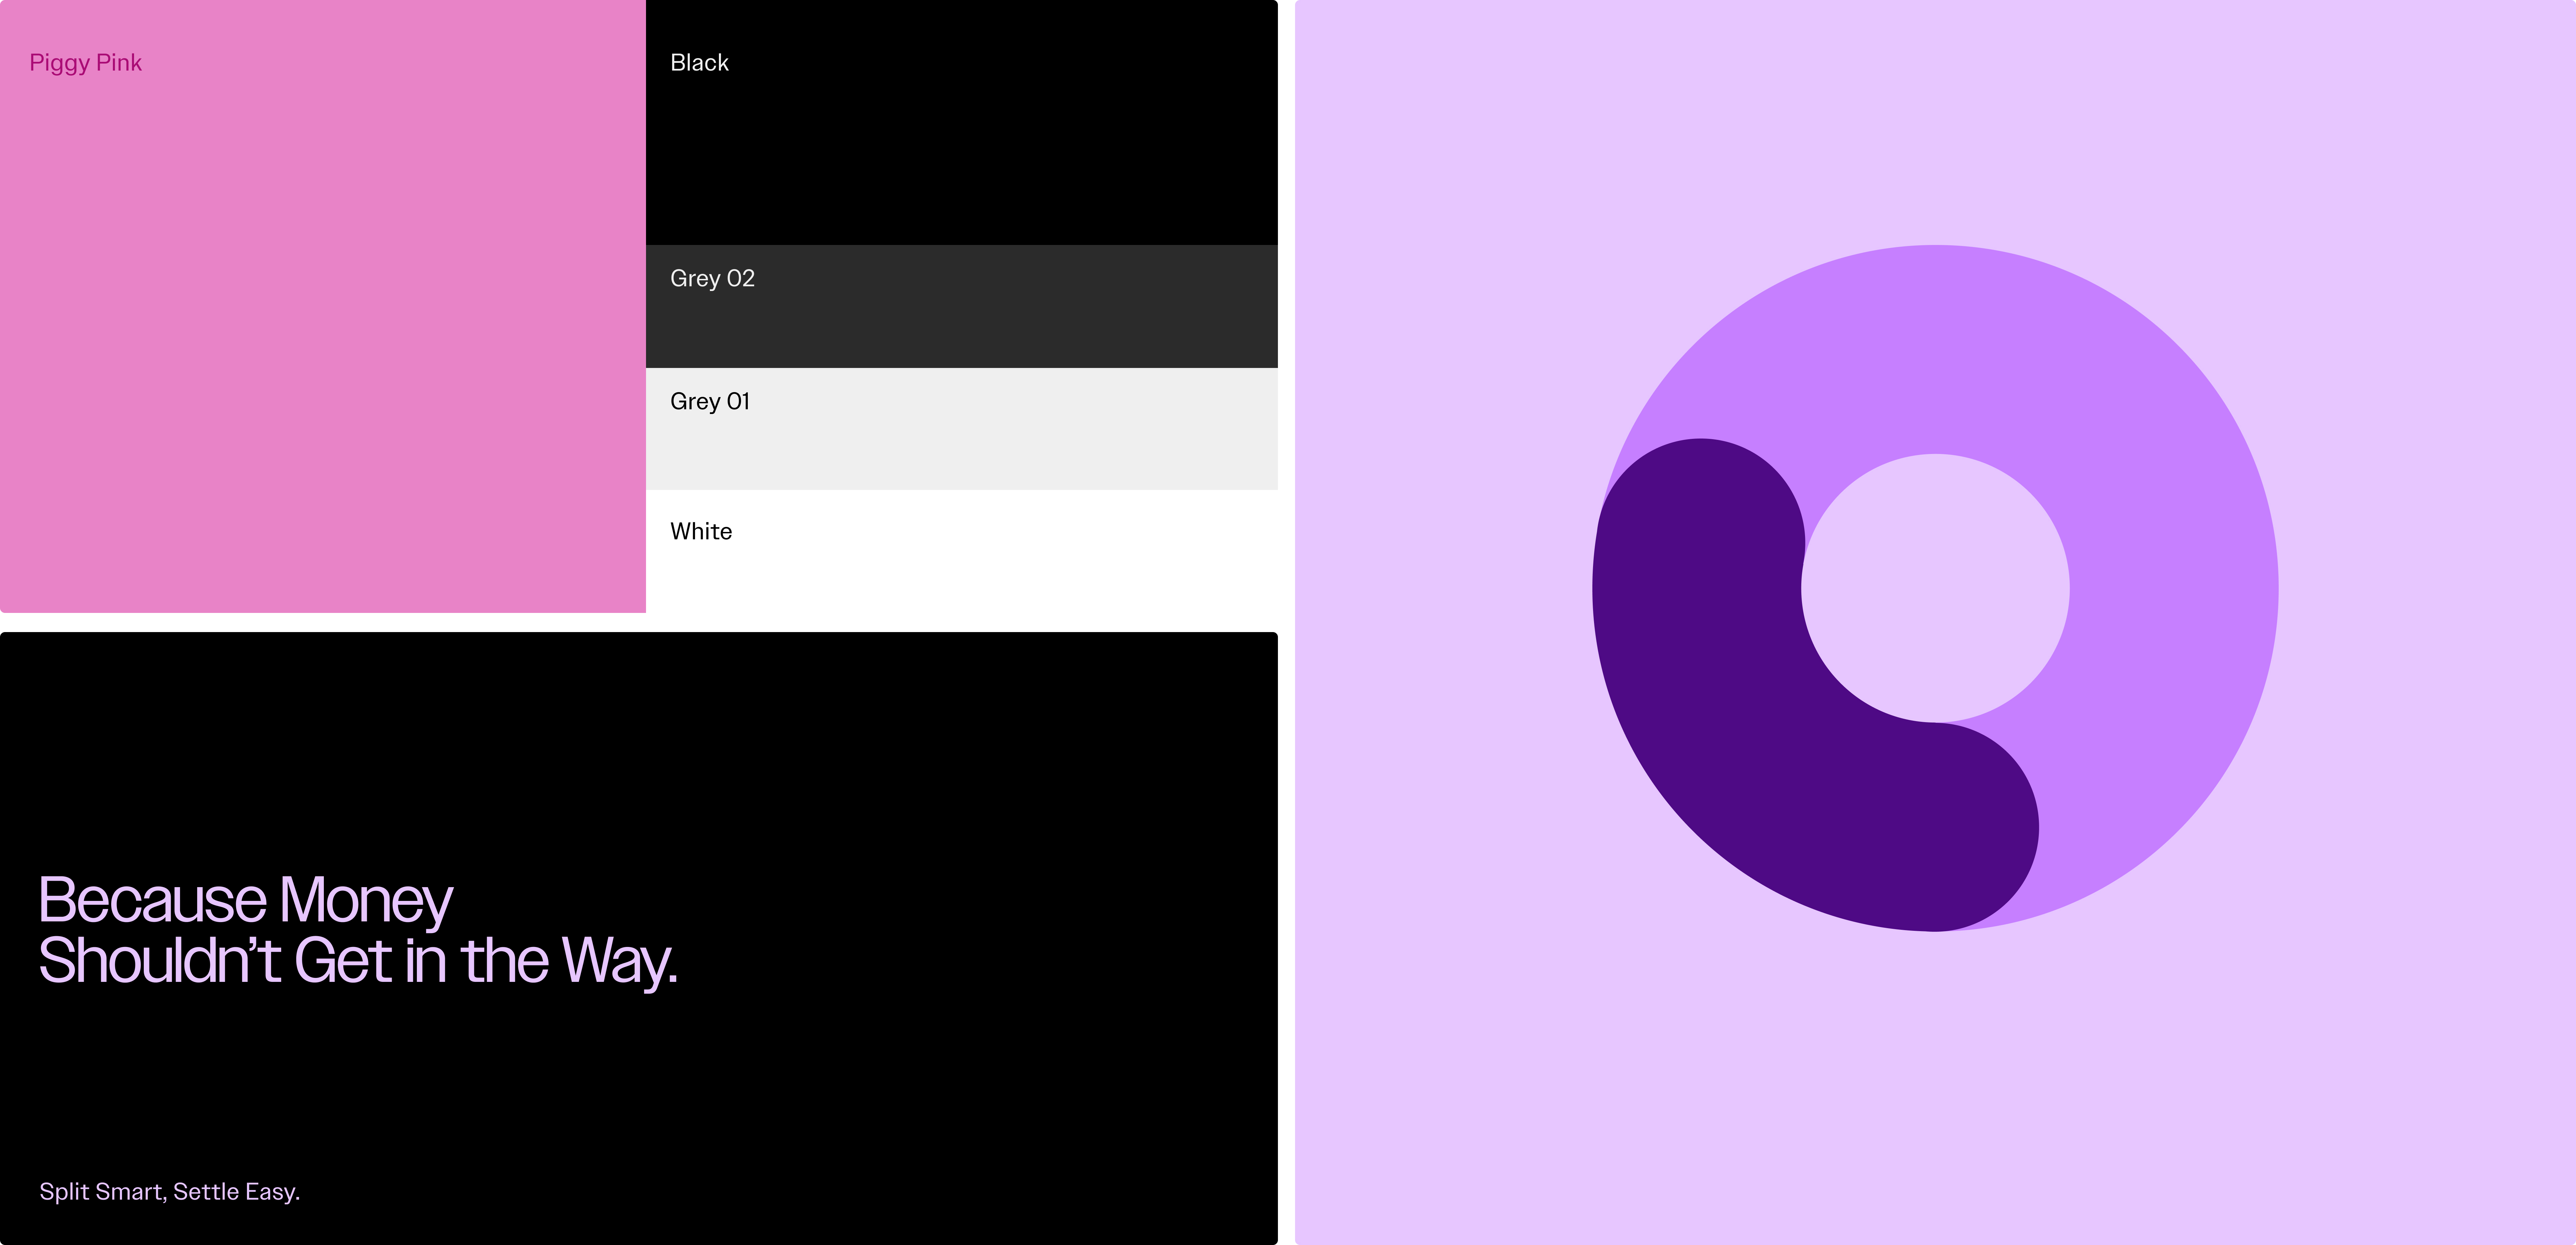 Piggy Pink
Black
Grey 02
Grey 01
White
Because Money
Shouldn’t Get in the Way.
Split Smart, Settle Easy.